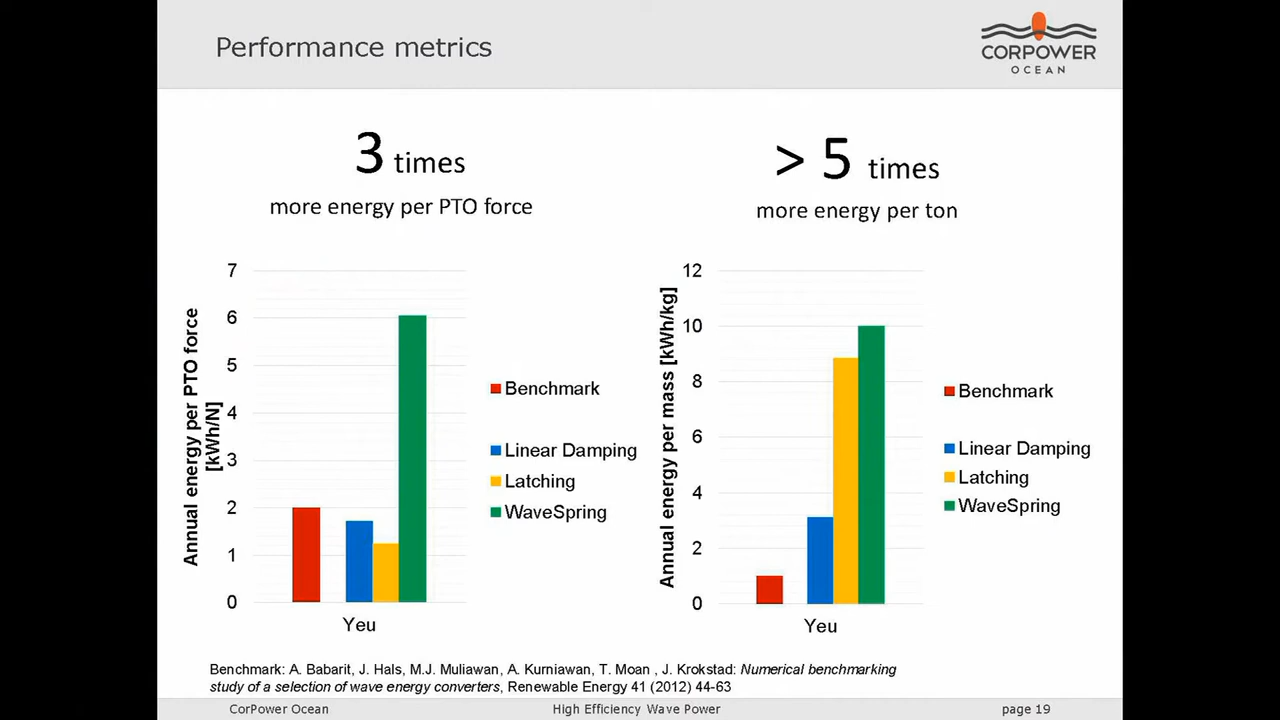 Performance metrics
CORPOWER
OCEAN
3 times
more energy per PTO force
> 5 times
more energy per ton
Annual energy per PTO force
[kWh/N]
7
6
5
4
3
2
1
0
Yeu
Benchmark
Linear Damping
Latching
WaveSpring
Annual energy per mass [kWh/kg]
12
10
8
6
4
2
0
Yeu
Benchmark
Linear Damping
Latching
WaveSpring
Benchmark: A. Babarit, J. Hals, M.J. Muliawan, A. Kurniawan, T. Moan , J. Krokstad: Numerical benchmarking
study of a selection of wave energy converters, Renewable Energy 41 (2012) 44-63
CorPower Ocean
High Efficiency Wave Power
page 19